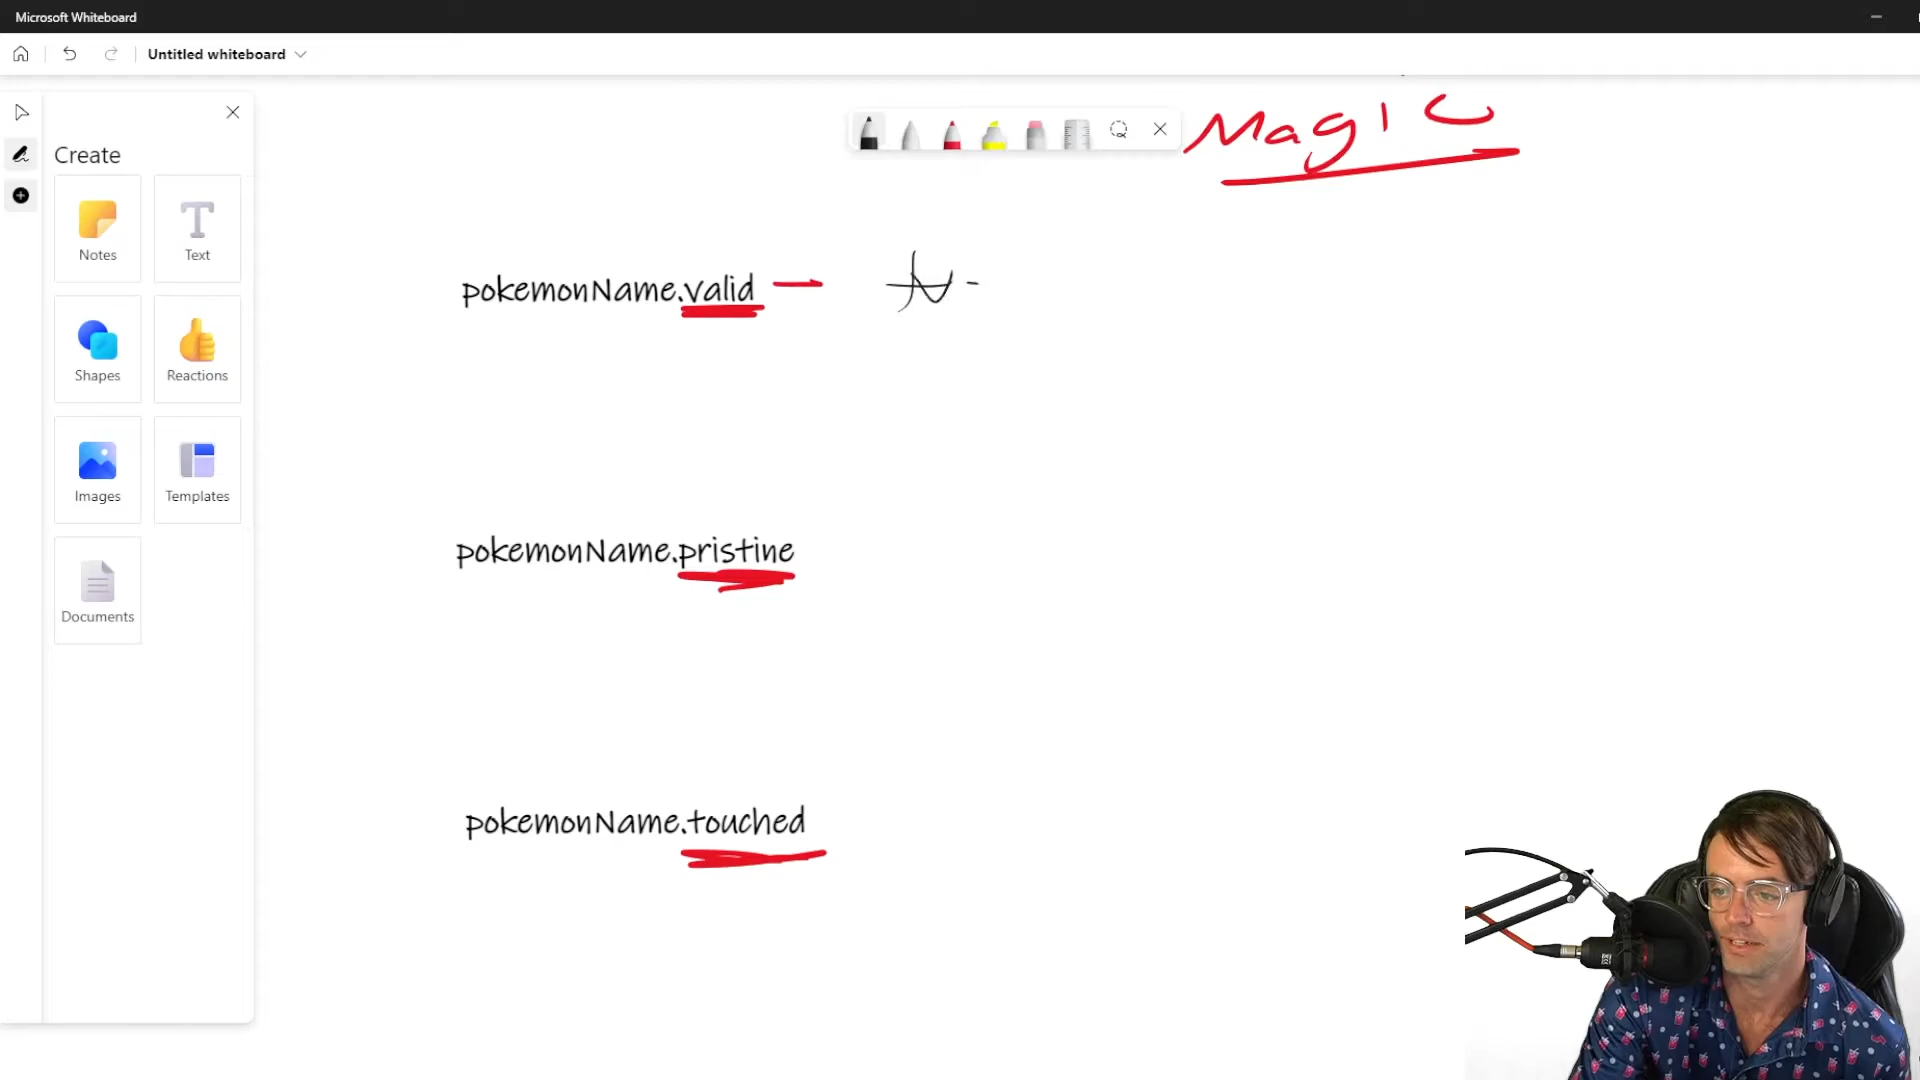 Microsoft Whiteboard
Untitled whiteboard
Create
Magic
Notes
Text
pokemonName.valid
Shapes
Reactions
Images
Templates
pokemonName.pristine
Documents
pokemonName.touched